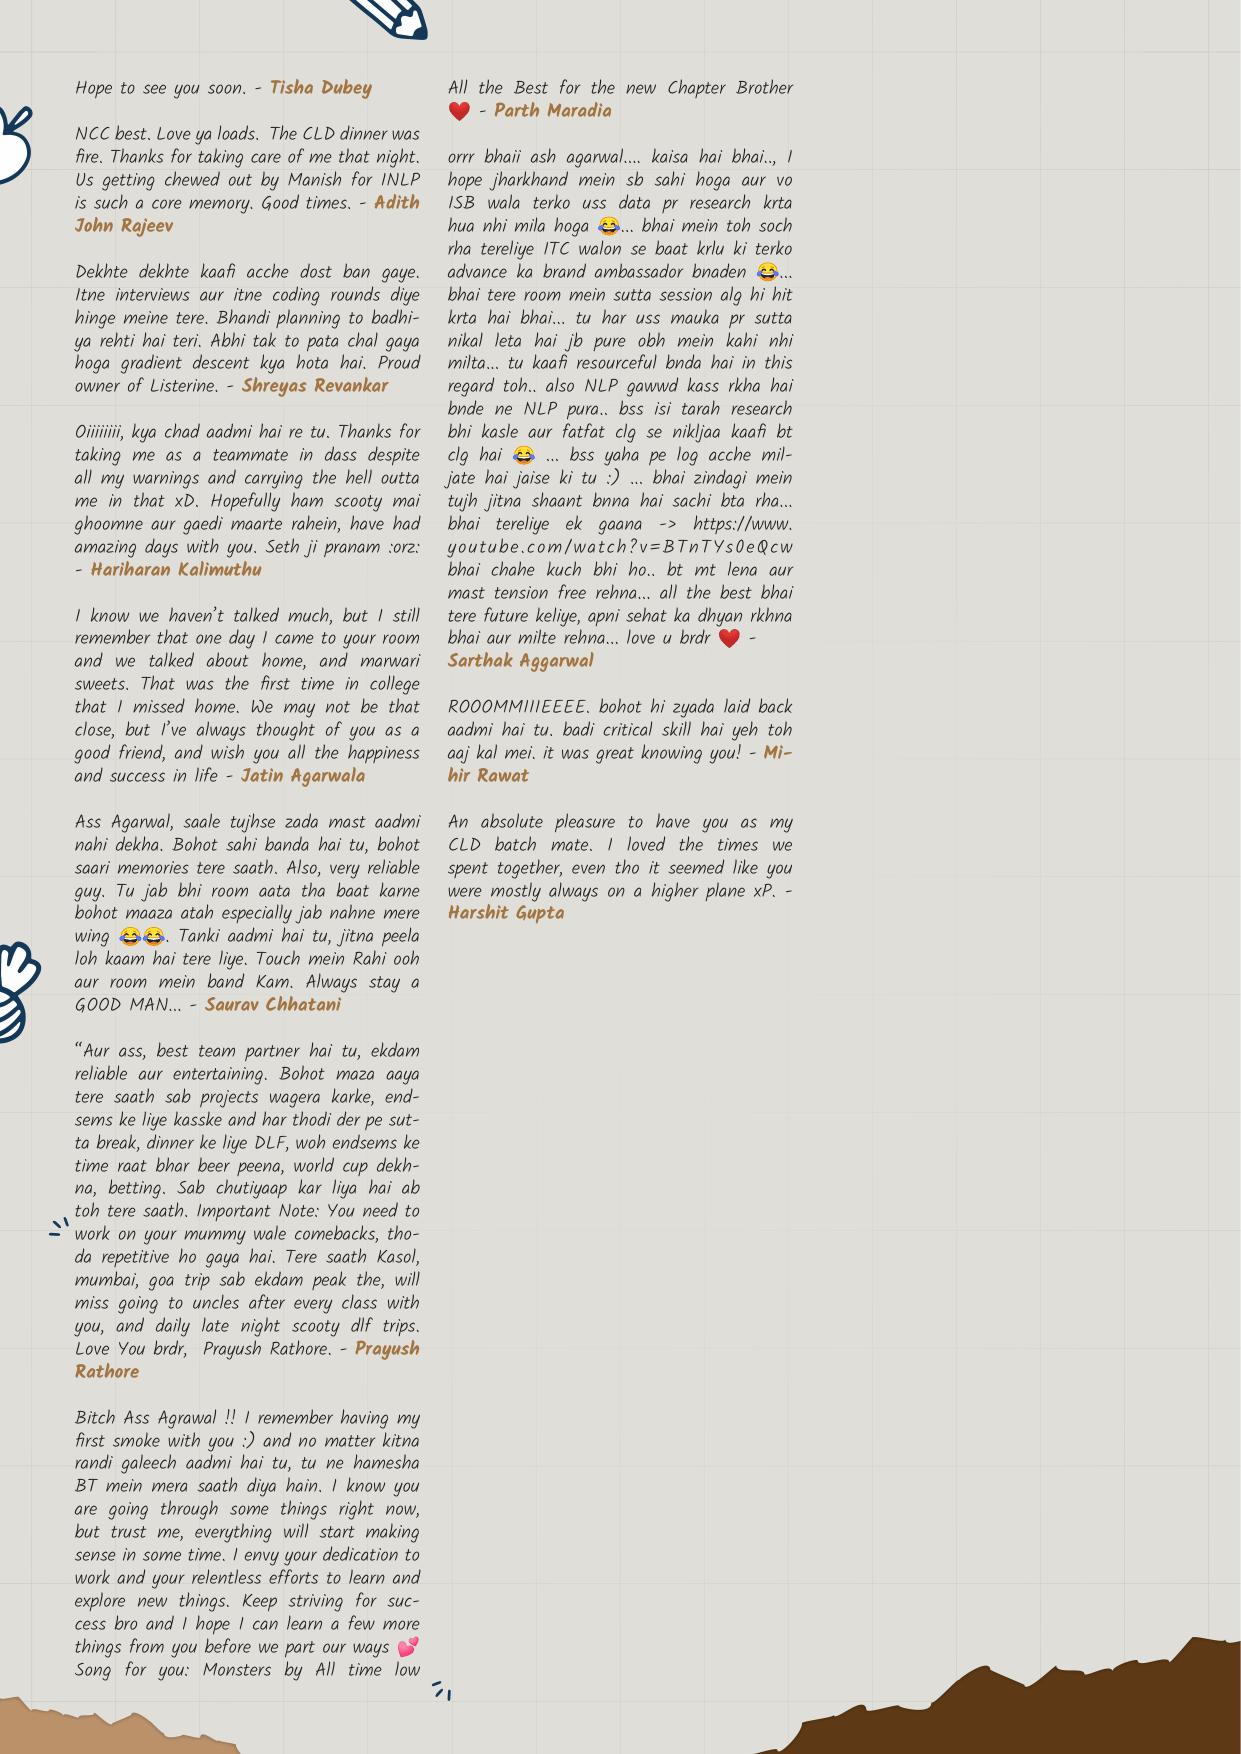 Hope to see you soon. - Tisha Dubey
NCC best. Love ya loads.  The CLD dinner was
fire. Thanks for taking care of me that night.
Us getting chewed out by Manish for INLP
is such a core memory. Good times. - Adith
John Rajeev
Dekhte dekhte kaafi acche dost ban gaye.
Itne interviews aur itne coding rounds diye
hinge meine tere. Bhandi planning to badhi-
ya rehti hai teri. Abhi tak to pata chal gaya
hoga gradient descent kya hota hai. Proud
owner of Listerine. - Shreyas Revankar
Oiiiiiiii, kya chad aadmi hai re tu. Thanks for
taking me as a teammate in dass despite
all my warnings and carrying the hell outta
me in that xD. Hopefully ham scooty mai
ghoomne aur gaedi maarte rahein, have had
amazing days with you. Seth ji pranam :orz:
- Hariharan Kalimuthu
I know we haven't talked much, but I still
remember that one day I came to your room
and we talked about home, and marwari
sweets. That was the first time in college
that I missed home. We may not be that
close, but I've always thought of you as a
good friend, and wish you all the happiness
and success in life - Jatin Agarwala
Ass Agarwal, saale tujhse zada mast aadmi
nahi dekha. Bohot sahi banda hai tu, bohot
saari memories tere saath. Also, very reliable
guy. Tu jab bhi room aata tha baat karne
bohot maaza atah especially jab nahne mere
wing 😂😂. Tanki aadmi hai tu, jitna peela
loh kaam hai tere liye. Touch mein Rahi ooh
aur room mein band Kam. Always stay a
GOOD MAN... - Saurav Chhatani
“Aur ass, best team partner hai tu, ekdam
reliable aur entertaining. Bohot maza aaya
tere saath sab projects wagera karke, end-
sems ke liye kasske and har thodi der pe sut-
ta break, dinner ke liye DLF, woh endsems ke
time raat bhar beer peena, world cup dekh-
na, betting. Sab chutiyaap kar liya hai ab
toh tere saath. Important Note: You need to
work on your mummy wale comebacks, tho-
da repetitive ho gaya hai. Tere saath Kasol,
mumbai, goa trip sab ekdam peak the, will
miss going to uncles after every class with
you, and daily late night scooty dlf trips.
Love You brdr,  Prayush Rathore. - Prayush
Rathore
Bitch Ass Agrawal !! I remember having my
first smoke with you :) and no matter kitna
randi galeech aadmi hai tu, tu ne hamesha
BT mein mera saath diya hain. I know you
are going through some things right now,
but trust me, everything will start making
sense in some time. I envy your dedication to
work and your relentless efforts to learn and
explore new things. Keep striving for suc-
cess bro and I hope I can learn a few more
things from you before we part our ways 💕
Song for you: Monsters by All time low
All the Best for the new Chapter Brother
❤️ - Parth Maradia
orrr bhaii ash agarwal.... kaisa hai bhai.., I
hope jharkhand mein sb sahi hoga aur vo
ISB wala terko uss data pr research krta
hua nhi mila hoga 😂... bhai mein toh soch
rha tereliye ITC walon se baat krlu ki terko
advance ka brand ambassador bnaden 😂...
bhai tere room mein sutta session alg hi hit
krta hai bhai... tu har uss mauka pr sutta
nikal leta hai jb pure obh mein kahi nhi
milta... tu kaafi resourceful bnda hai in this
regard toh.. also NLP gawwd kass rkha hai
bnde ne NLP pura.. bss isi tarah research
bhi kasle aur fatfat clg se nikljaa kaafi bt
clg hai 😂 ... bss yaha pe log acche mil-
jate hai jaise ki tu :) ... bhai zindagi mein
tujh jitna shaant bnna hai sachi bta rha...
bhai tereliye ek gaana -> https://www.
youtube.com/watch?v=BTnTYs0eQcw
bhai chahe kuch bhi ho.. bt mt lena aur
mast tension free rehna... all the best bhai
tere future keliye, apni sehat ka dhyan rkhna
bhai aur milte rehna... love u brdr ❤️ -
Sarthak Aggarwal
ROOOMMIIIEEEE. bohot hi zyada laid back
aadmi hai tu. badi critical skill hai yeh toh
aaj kal mei. it was great knowing you! - Mi-
hir Rawat
An absolute pleasure to have you as my
CLD batch mate. I loved the times we
spent together, even tho it seemed like you
were mostly always on a higher plane xP. -
Harshit Gupta